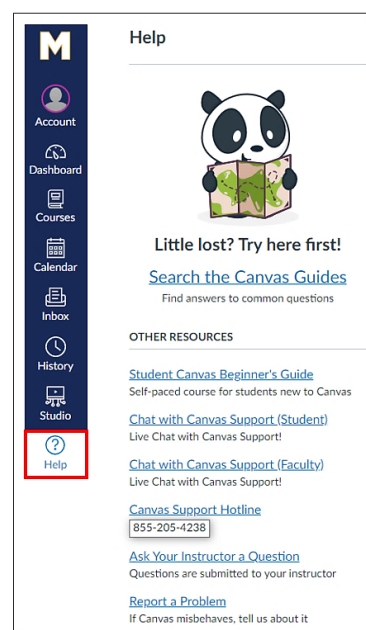 M
Account
Dashboard
Courses
Calendar
Inbox
History
Studio
Help
Help
Little lost? Try here first!
Search the Canvas Guides
Find answers to common questions
OTHER RESOURCES
Student Canvas Beginner's Guide
Self-paced course for students new to Canvas
Chat with Canvas Support (Student)
Live Chat with Canvas Support!
Chat with Canvas Support (Faculty)
Live Chat with Canvas Support!
Canvas Support Hotline
855-205-4238
Ask Your Instructor a Question
Questions are submitted to your instructor
Report a Problem
If Canvas misbehaves, tell us about it